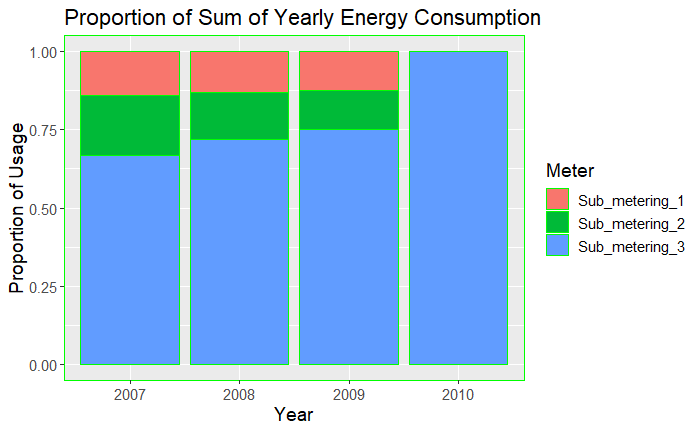 Proportion of Sum of Yearly Energy Consumption
Proportion of Usage
1.00
0.75
0.50
0.25
0.00
2007 2008 2009 2010
Year
Meter
Sub_metering_1
Sub_metering_2
Sub_metering_3